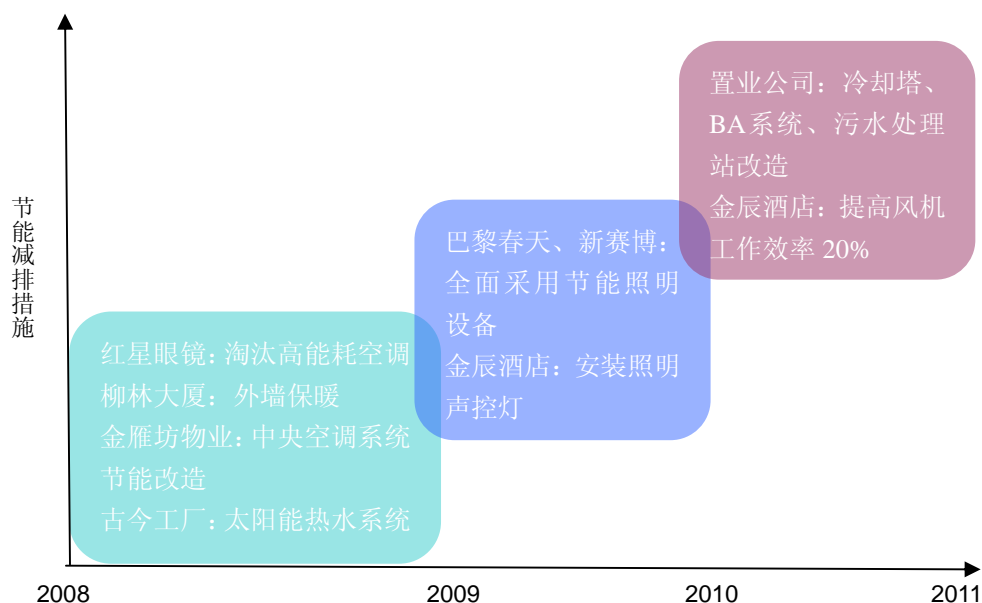 节能减排措施
置业公司：冷却塔、
BA系统、污水处理
站改造
金辰酒店：提高风机
工作效率 20%
巴黎春天、新赛博：
全面采用节能照明
设备
金辰酒店：安装照明
声控灯
红星眼镜：淘汰高能耗空调
柳林大厦：外墙保暖
金雁坊物业：中央空调系统
节能改造
古今工厂：太阳能热水系统
2008 2009 2010 2011